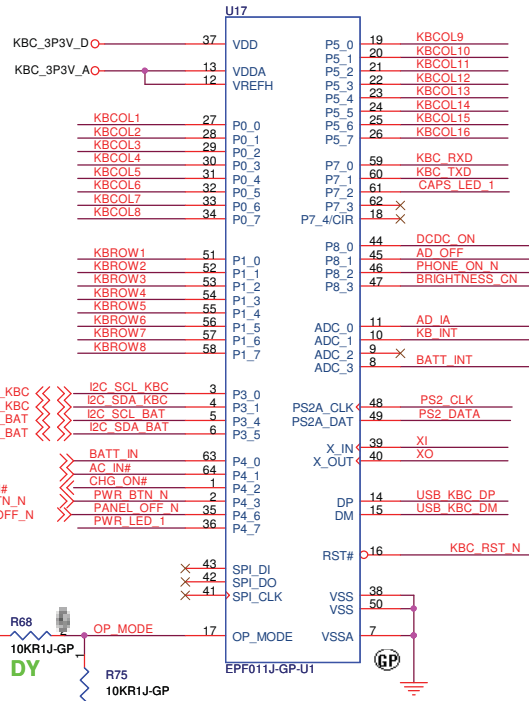 U17
KBC_3P3V_D 37 VDD P5_0 19 KBCOL9
P5_1 20 KBCOL10
KBC_3P3V_A 13 VDDA P5_2 21 KBCOL11
12 VREFH P5_3 22 KBCOL12
P5_4 23 KBCOL13
P5_5 24 KBCOL14
KBCOL1 27 P0_0 P5_6 25 KBCOL15
KBCOL2 28 P0_1 P5_7 26 KBCOL16
KBCOL3 29 P0_2
KBCOL4 30 P0_3 P7_0 59 KBC_RXD
KBCOL5 31 P0_4 P7_1 60 KBC_TXD
KBCOL6 32 P0_5 P7_2 61 CAPS_LED_1
KBCOL7 33 P0_6 P7_3 62
KBCOL8 34 P0_7 P7_4/CIR 18
P8_0 44 DCDC_ON
KBROW1 51 P1_0 P8_1 45 AD_OFF
KBROW2 52 P1_1 P8_2 46 PHONE_ON_N
KBROW3 53 P1_2 P8_3 47 BRIGHTNESS_CN
KBROW4 54 P1_3
KBROW5 55 P1_4
KBROW6 56 P1_5 ADC_0 11 AD_IA
KBROW7 57 P1_6 ADC_1 10 KB_INT
KBROW8 58 P1_7 ADC_2 9
ADC_3 8 BATT_INT
_KBC I2C_SCL_KBC 3 P3_0
_KBC I2C_SDA_KBC 4 P3_1 PS2A_CLK 48 PS2_CLK
_BAT I2C_SCL_BAT 5 P3_4 PS2A_DAT 49 PS2_DATA
_BAT I2C_SDA_BAT 6 P3_5
X_IN 39 XI
BATT_IN 63 P4_0 X_OUT 40 XO
AC_IN# 64 P4_1
# CHG_ON# 1 P4_2
TN_N PWR_BTN_N 2 P4_3 DP 14 USB_KBC_DP
OFF_N PANEL_OFF_N 35 P4_6 DM 15 USB_KBC_DM
PWR_LED_1 36 P4_7
RST# 16 KBC_RST_N
43 SPI_DI
42 SPI_DO
41 SPI_CLK VSS 38
VSS 50
R68
OP_MODE 17 OP_MODE VSSA 7
10KR1J-GP
DY
1
EPF011J-GP-U1 GP
R75
10KR1J-GP